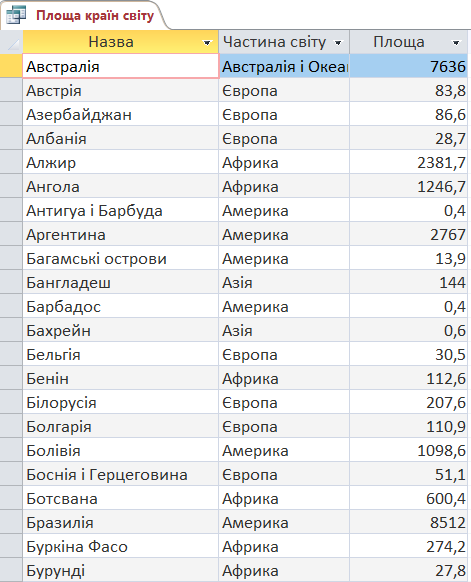 Площа країн світу
Назва Частина світу Площа
Австралія Австралія і Океан 7636
Австрія Європа 83,8
Азербайджан Європа 86,6
Албанія Європа 28,7
Алжир Африка 2381,7
Ангола Африка 1246,7
Антигуа і Барбуда Америка 0,4
Аргентина Америка 2767
Багамські острови Америка 13,9
Бангладеш Азія 144
Барбадос Америка 0,4
Бахрейн Азія 0,6
Бельгія Європа 30,5
Бенін Африка 112,6
Білорусія Європа 207,6
Болгарія Європа 110,9
Болівія Америка 1098,6
Боснія і Герцеговина Європа 51,1
Ботсвана Африка 600,4
Бразилія Америка 8512
Буркіна Фасо Африка 274,2
Бурунді Африка 27,8